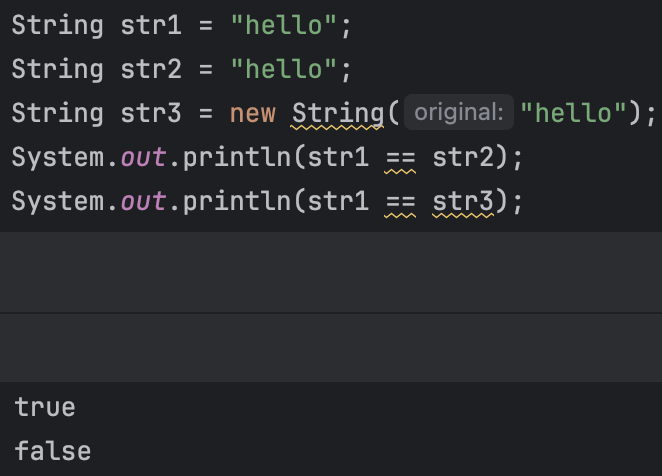 String str1 = "hello";
String str2 = "hello";
String str3 = new String( original: "hello");
System.out.println(str1 == str2);
System.out.println(str1 == str3);
true
false